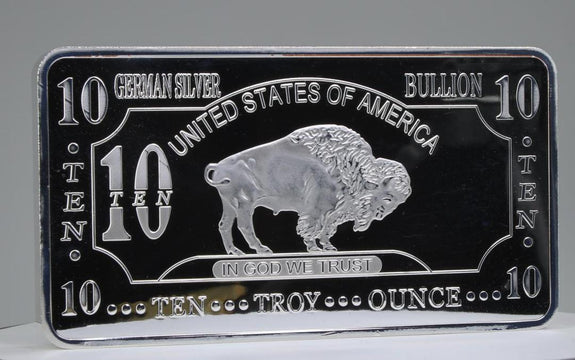 10 GERMAN SILVER BULLION 10
UNITED STATES OF AMERICA
TEN
10
TEN
TEN
IN GOD WE TRUST
10 ••• TEN ••• TROY ••• OUNCE ••• 10